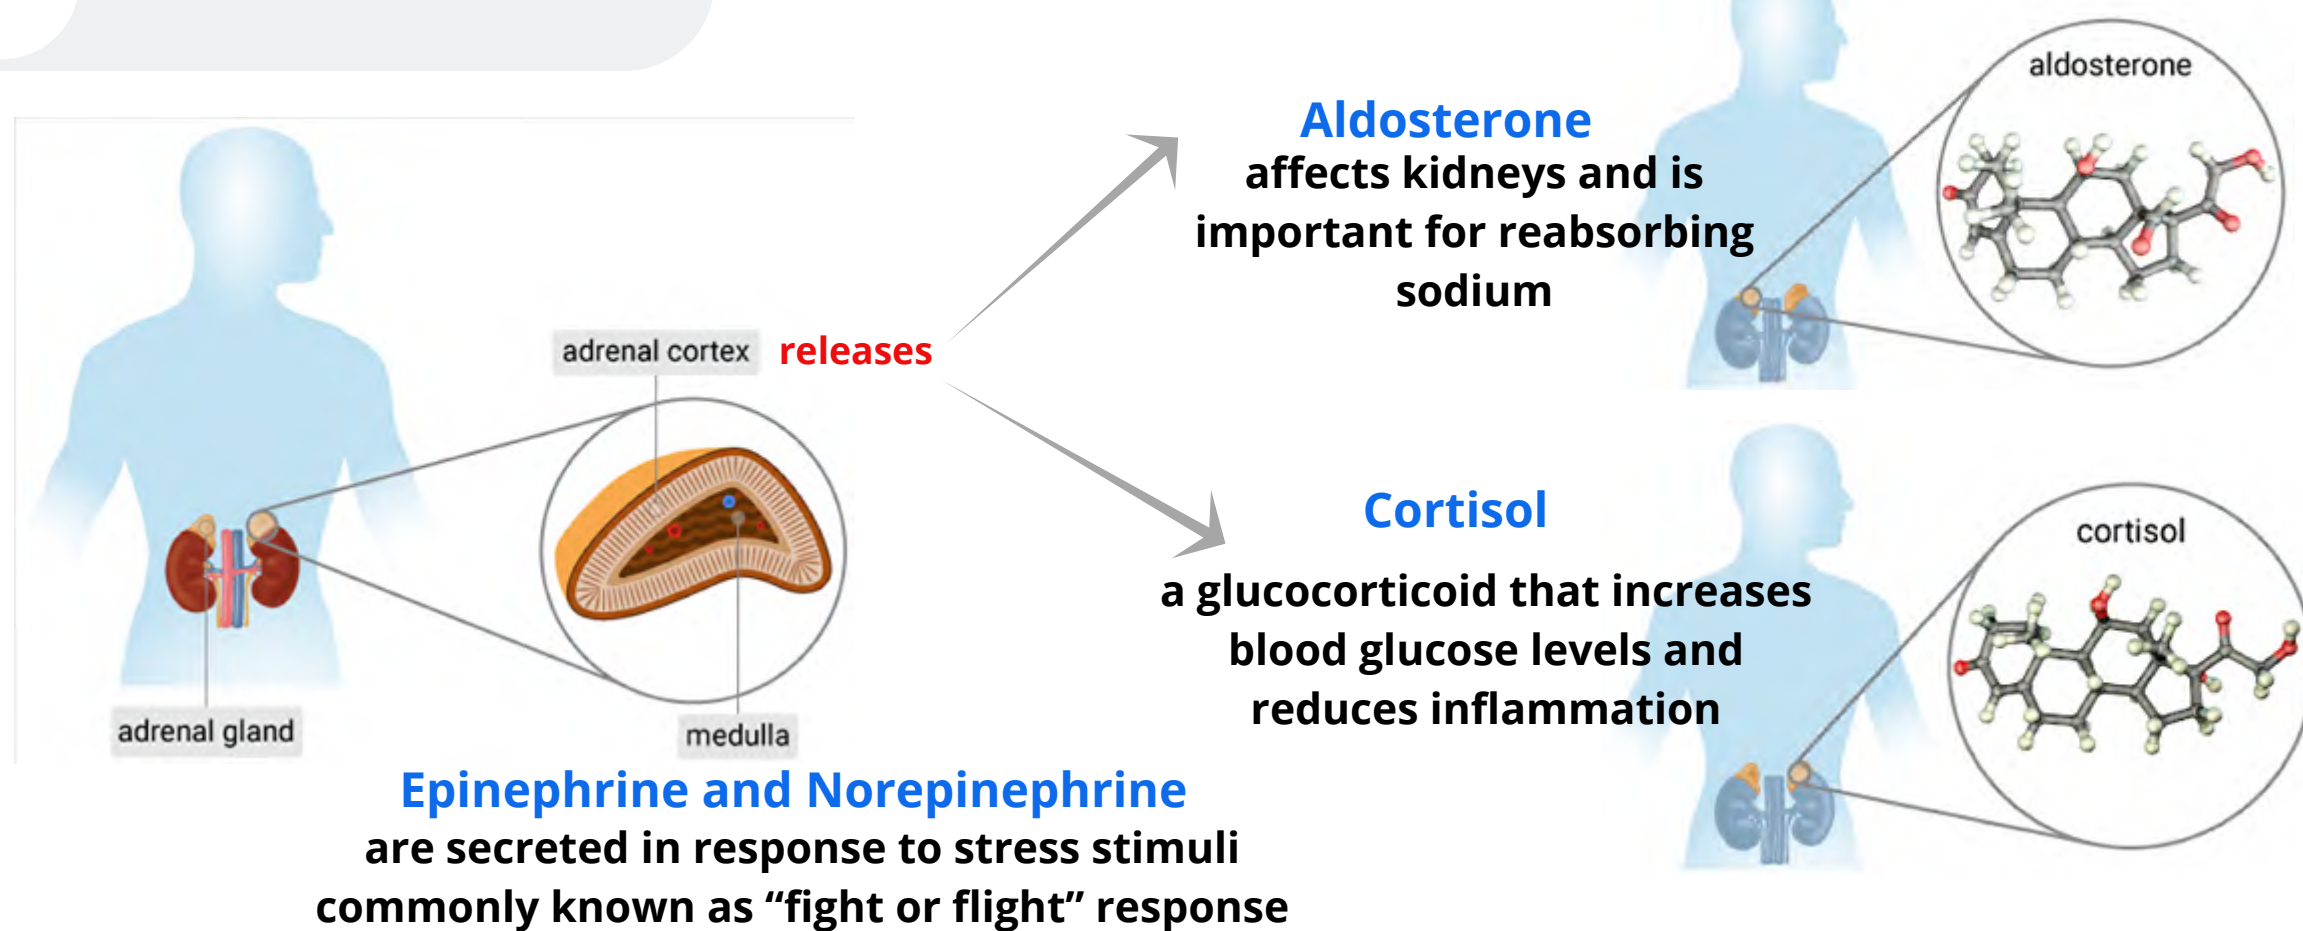 adrenal cortex releases
adrenal gland
medulla
Epinephrine and Norepinephrine
are secreted in response to stress stimuli
commonly known as “fight or flight” response
Aldosterone
affects kidneys and is
important for reabsorbing
sodium
aldosterone
Cortisol
a glucocorticoid that increases
blood glucose levels and
reduces inflammation
cortisol